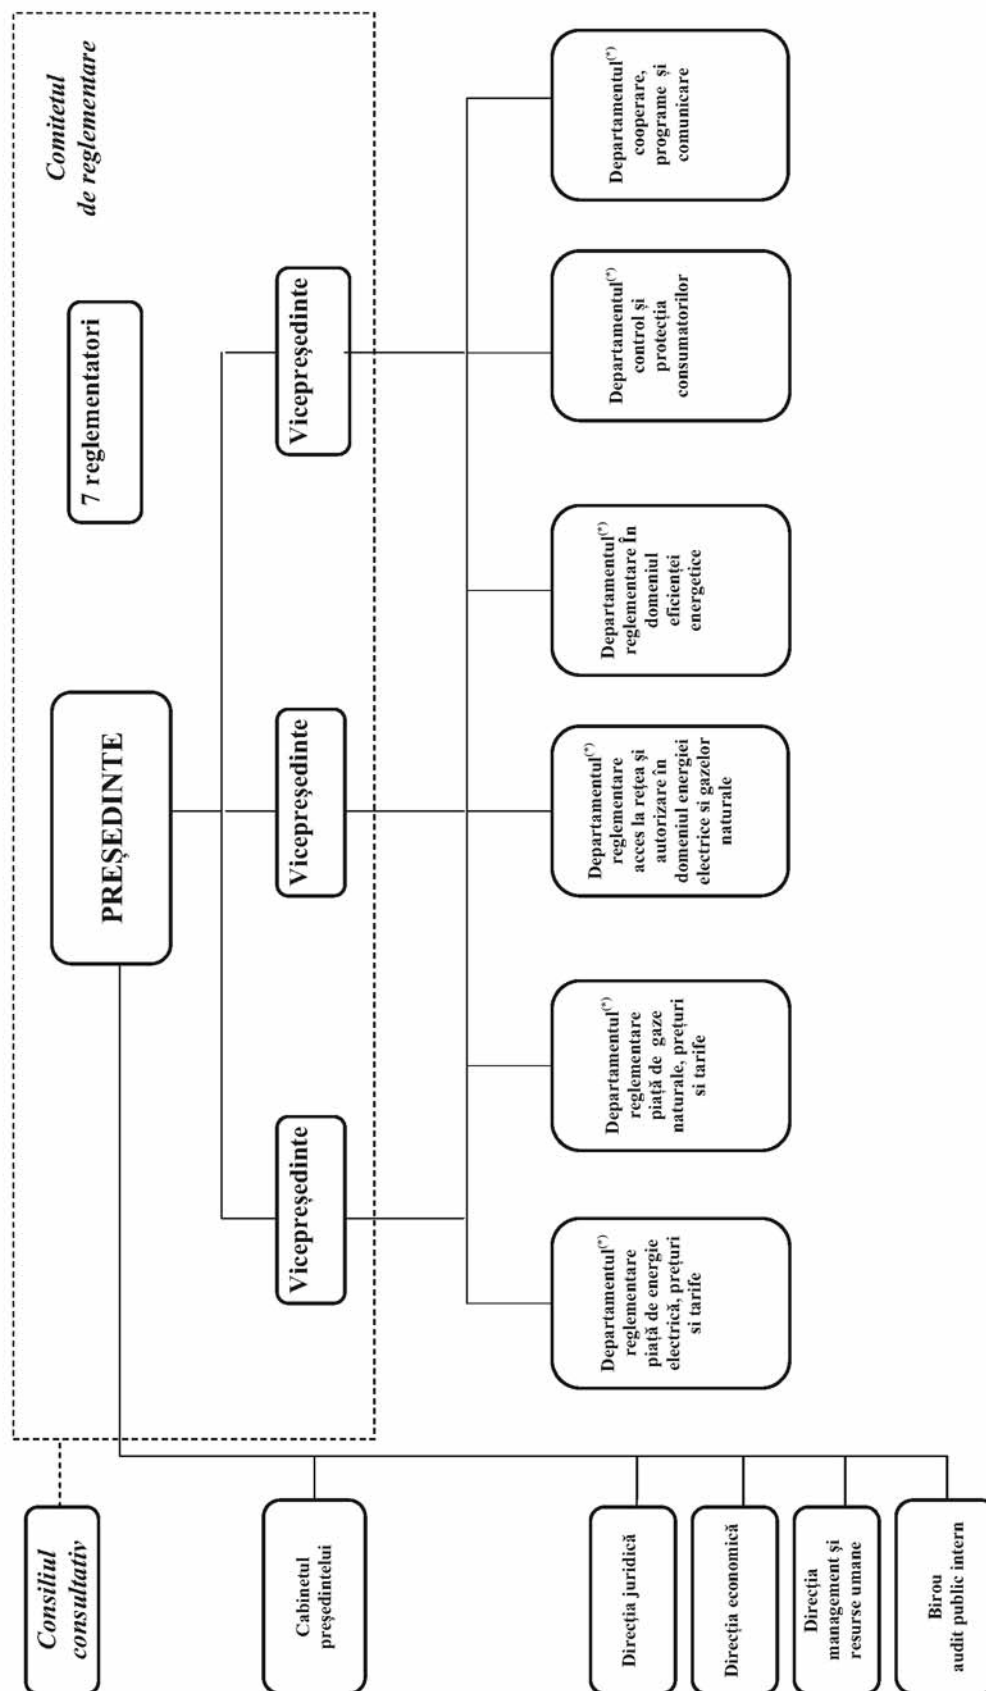 Consiliul
consultativ
Comitetul
de reglementare
PREȘEDINTE
7 reglementatori
Vicepreședinte
Vicepreședinte
Vicepreședinte
Cabinetul
președintelui
Direcția juridică
Direcția economică
Direcția
management și
resurse umane
Birou
audit public intern
Departamentul(*)
reglementare
piață de energie
electrică, prețuri
si tarife
Departamentul(*)
reglementare
piață de gaze
naturale, prețuri
si tarife
Departamentul(*)
reglementare
acces la rețea și
autorizare în
domeniul energiei
electrice si gazelor
naturale
Departamentul(*)
reglementare În
domeniul
eficienței
energetice
Departamentul(*)
control și
protecția
consumatorilor
Departamentul(*)
cooperare,
programe și
comunicare